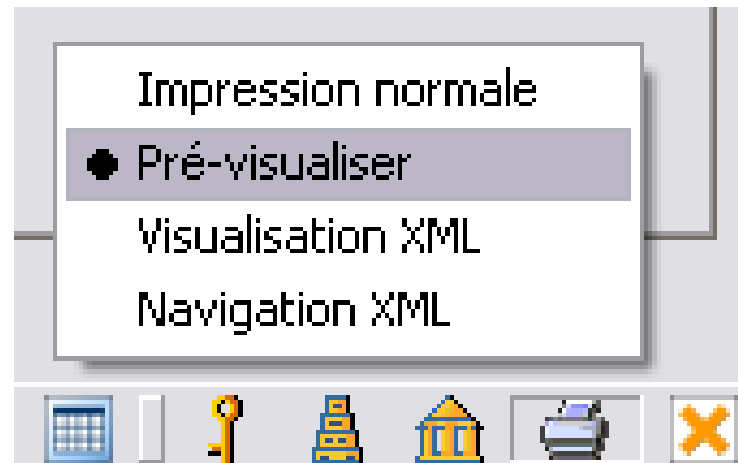 Impression normale
Pré-visualiser
Visualisation XML
Navigation XML